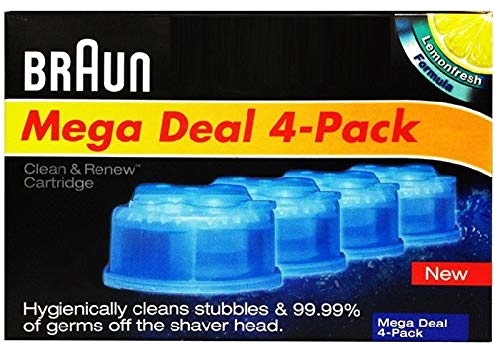 BRAUN
Lemonfresh
Formula
Mega Deal 4-Pack
Clean & Renew™
Cartridge
New
Hygienically cleans stubbles & 99.99%
of germs off the shaver head.
Mega Deal
4-Pack